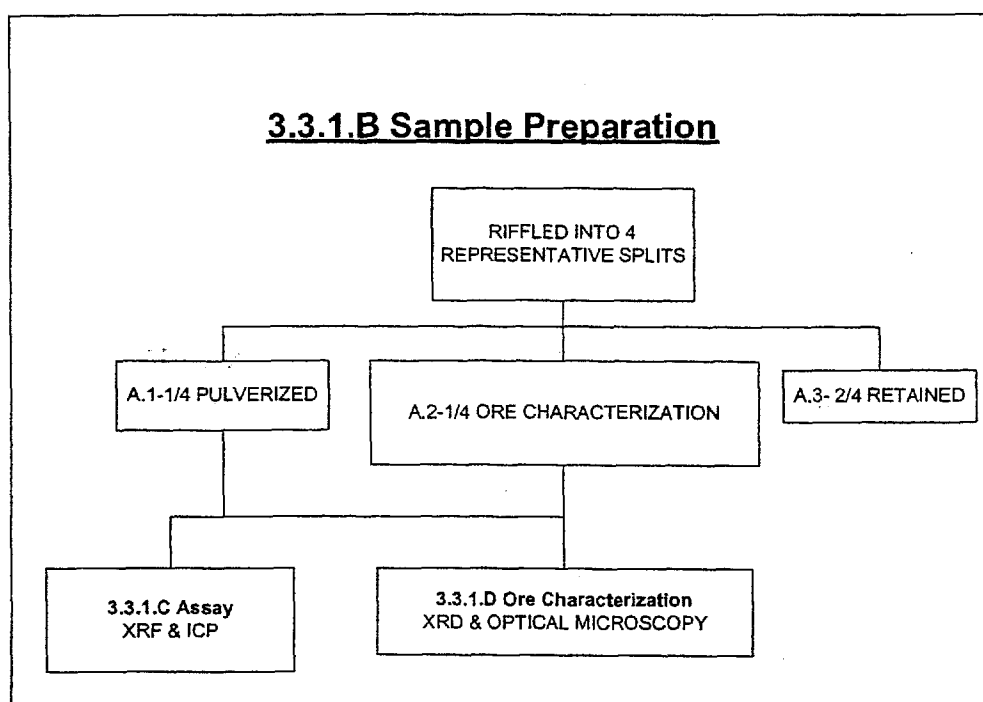 3.3.1.B Sample Preparation
RIFFLED INTO 4
REPRESENTATIVE SPLITS
A.1-1/4 PULVERIZED
A.2-1/4 ORE CHARACTERIZATION
A.3- 2/4 RETAINED
3.3.1.C Assay
XRF & ICP
3.3.1.D Ore Characterization
XRD & OPTICAL MICROSCOPY